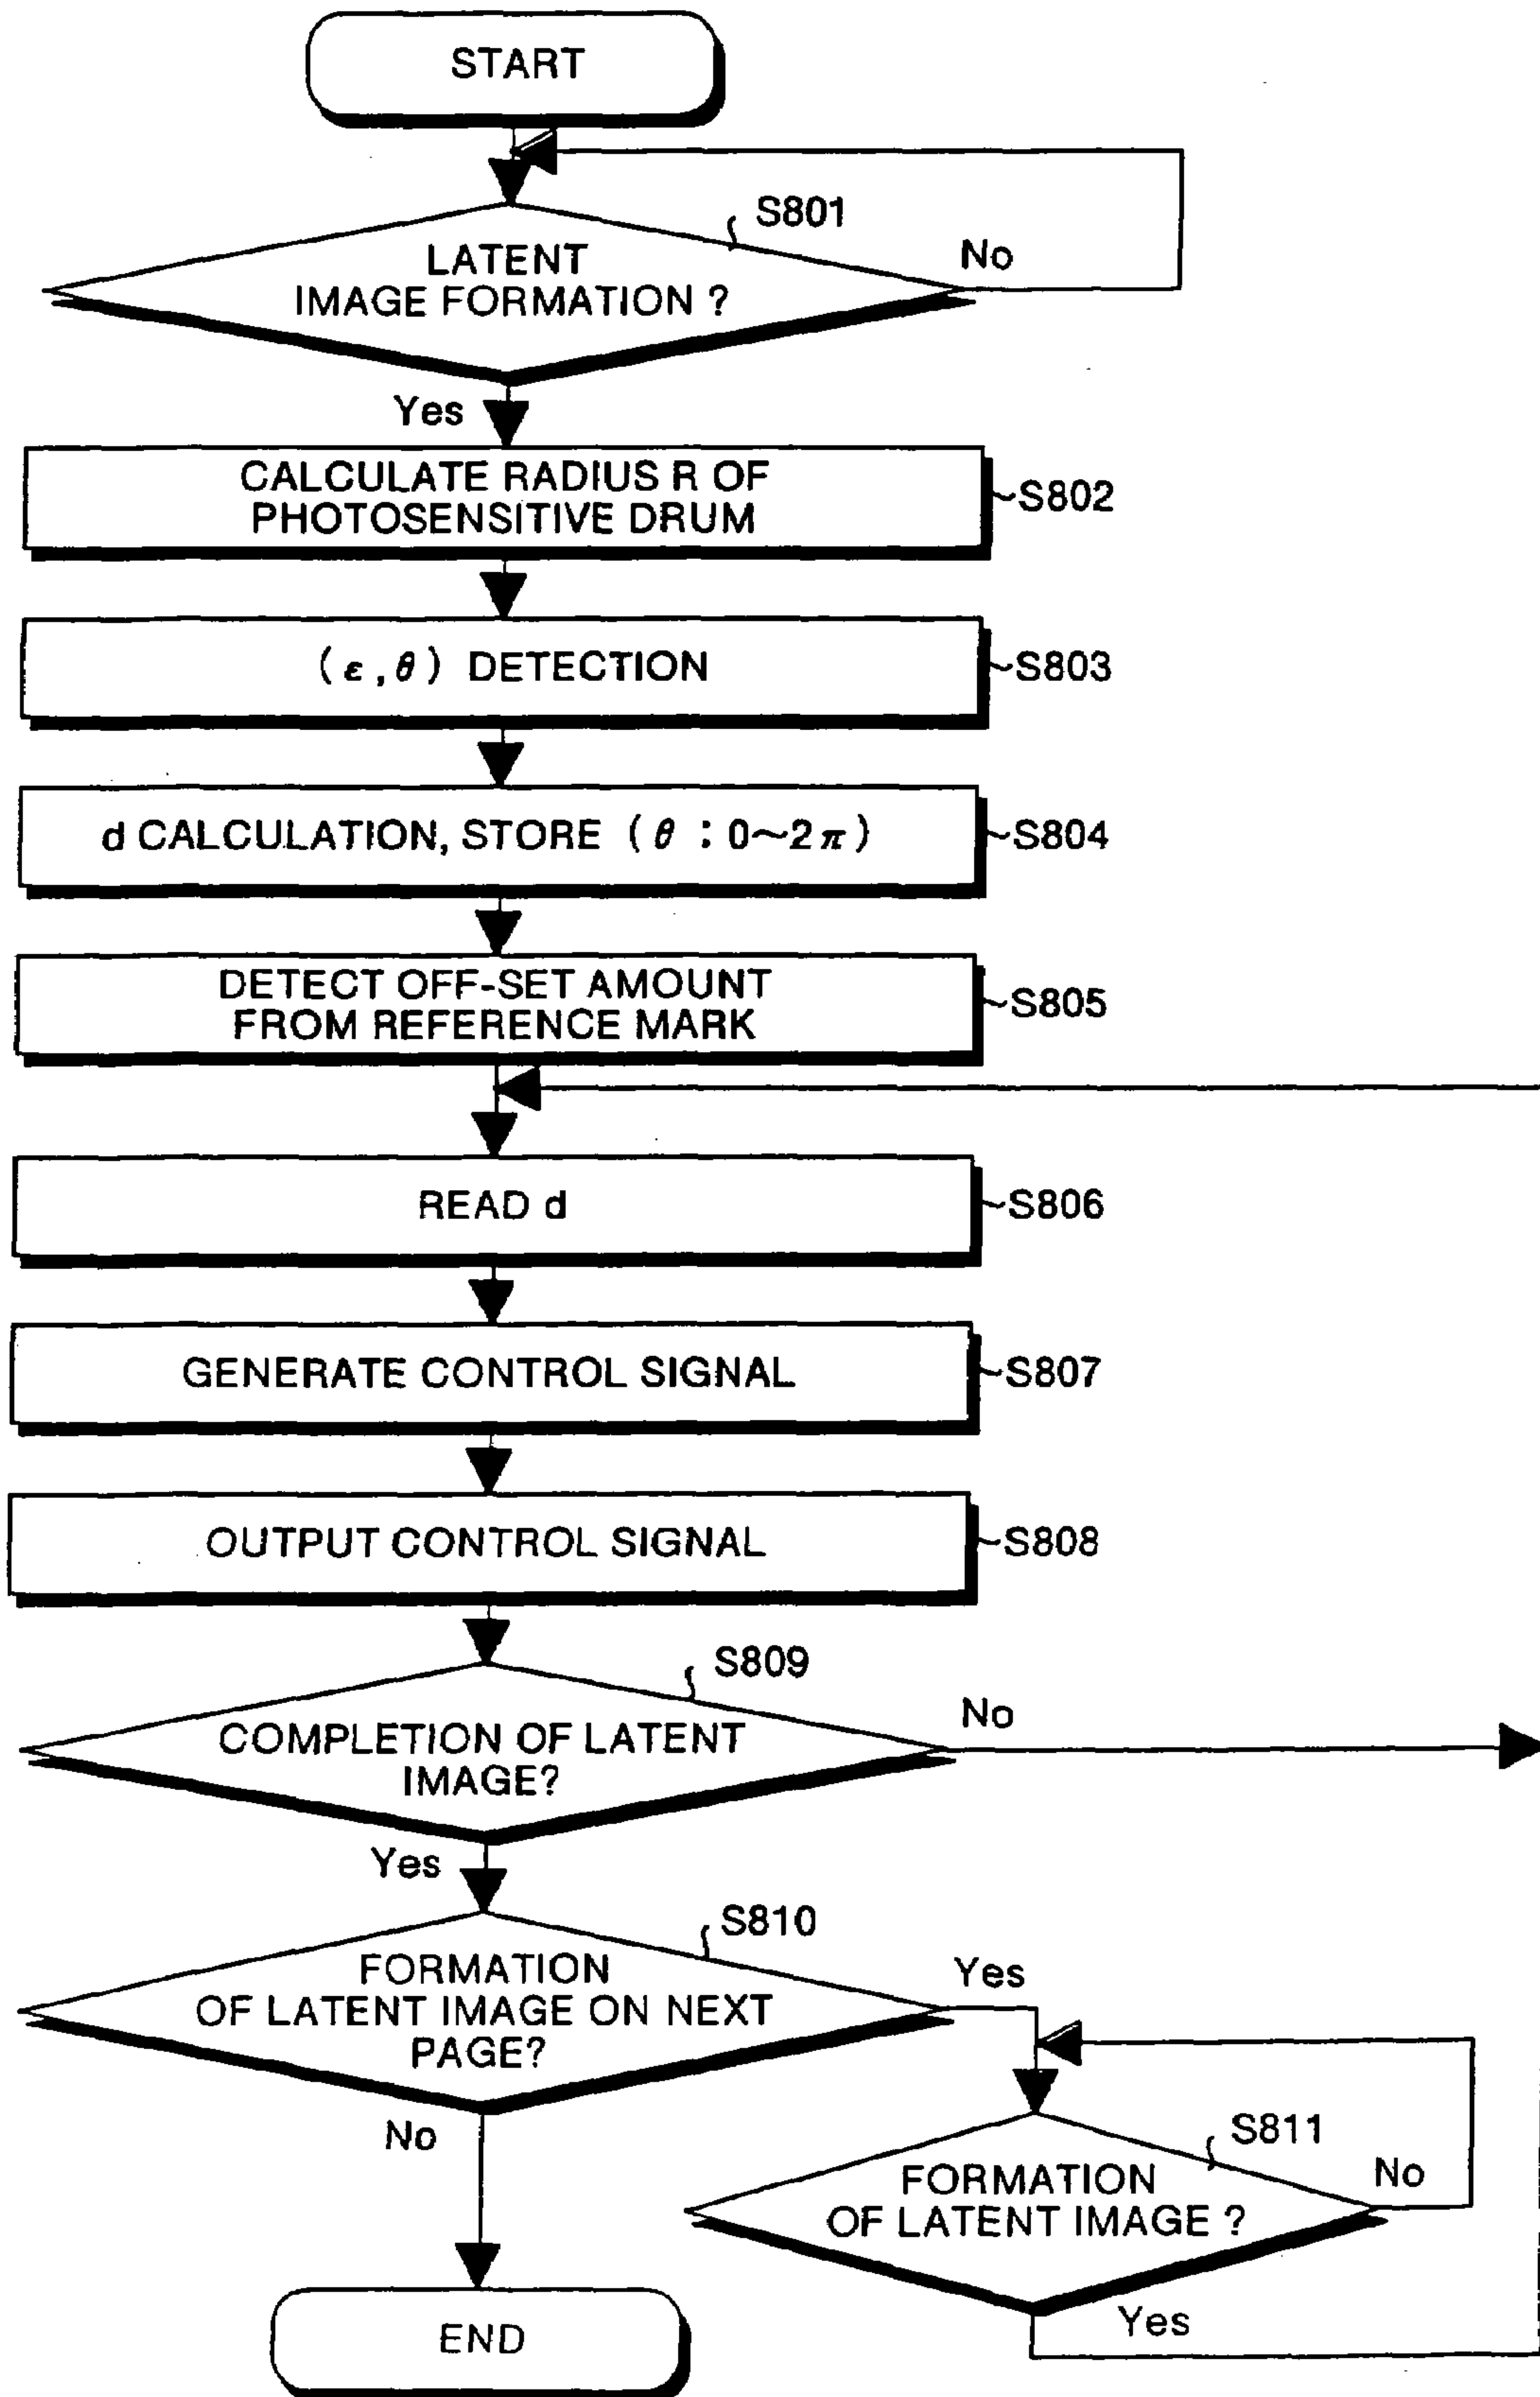 START
S801
LATENT
IMAGE FORMATION ?
No
Yes
CALCULATE RADIUS R OF
PHOTOSENSITIVE DRUM
S802
(ε,θ) DETECTION
S803
d CALCULATION, STORE (θ : 0~2π)
S804
DETECT OFF-SET AMOUNT
FROM REFERENCE MARK
S805
READ d
S806
GENERATE CONTROL SIGNAL
S807
OUTPUT CONTROL SIGNAL
S808
S809
COMPLETION OF LATENT
IMAGE?
No
Yes
S810
FORMATION
OF LATENT IMAGE ON NEXT
PAGE?
Yes
No
S811
FORMATION
OF LATENT IMAGE ?
No
Yes
END